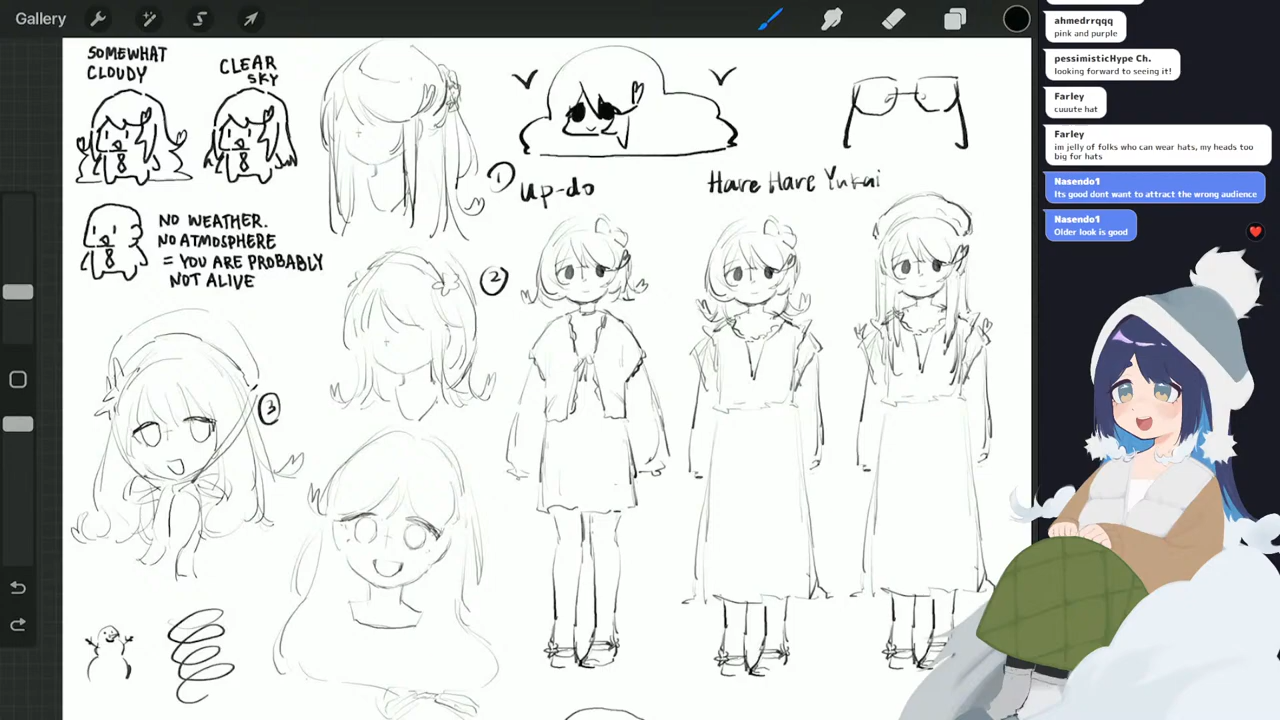 Gallery
SOMEWHAT
CLOUDY
CLEAR
SKY
NO WEATHER.
NO ATMOSPHERE
= YOU ARE PROBABLY
NOT ALIVE
1
Up-do
Hare Hare Yukai
2
3
ahmedrrqqq
pink and purple
pessimisticHype Ch.
looking forward to seeing it!
Farley
cuuute hat
Farley
im jelly of folks who can wear hats, my heads too
big for hats
Nasendo1
Its good dont want to attract the wrong audience
Nasendo1
Older look is good